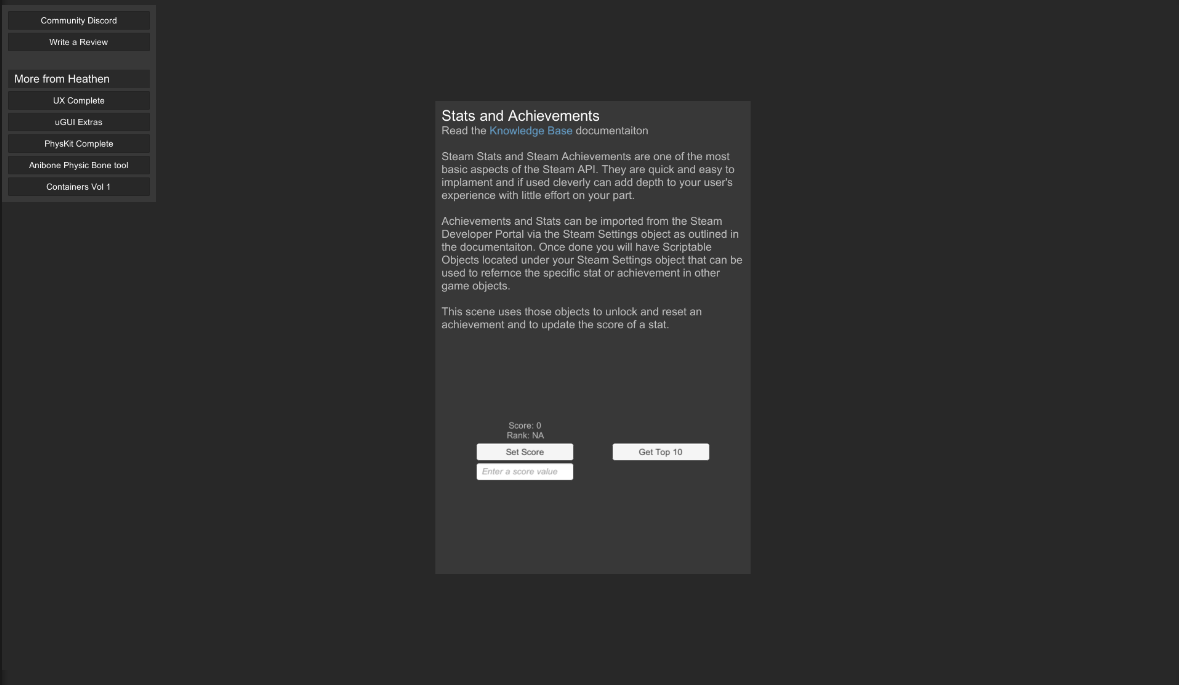 Community Discord
Write a Review
More from Heathen
UX Complete
uGUI Extras
PhysKit Complete
Anibone Physic Bone tool
Containers Vol 1
Stats and Achievements
Read the Knowledge Base documentaiton
Steam Stats and Steam Achievements are one of the most
basic aspects of the Steam API. They are quick and easy to
implament and if used cleverly can add depth to your user's
experience with little effort on your part.
Achievements and Stats can be imported from the Steam
Developer Portal via the Steam Settings object as outlined in
the documentaiton. Once done you will have Scriptable
Objects located under your Steam Settings object that can be
used to refernce the specific stat or achievement in other
game objects.
This scene uses those objects to unlock and reset an
achievement and to update the score of a stat.
Score: 0
Rank: NA
Set Score
Get Top 10
Enter a score value